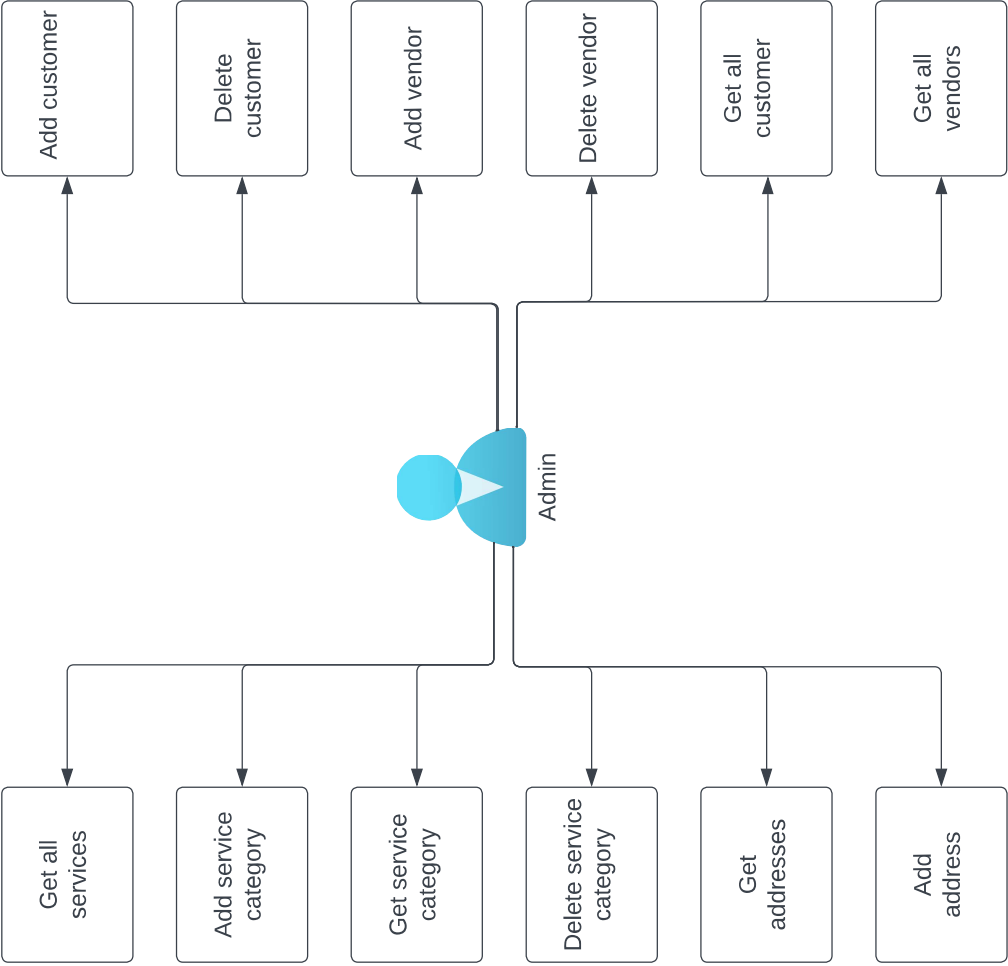 Add customer
Delete
customer
Add vendor
Delete vendor
Get all
customer
Get all
vendors
Admin
Get all
services
Add service
category
Get service
category
Delete service
category
Get
addresses
Add
address